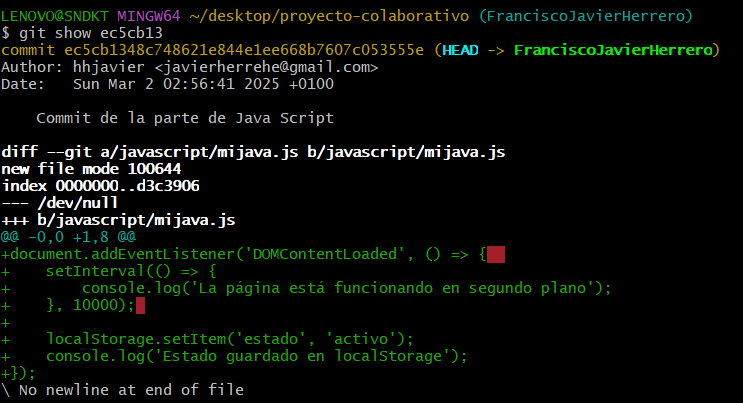 LENOVO@SNDKT MINGW64 ~/desktop/proyecto-colaborativo (FranciscoJavierHerrero)
$ git show ec5cb13
commit ec5cb1348c748621e844e1ee668b7607c053555e (HEAD -> FranciscoJavierHerrero)
Author: hhjavier <javierherrehe@gmail.com>
Date:   Sun Mar 2 02:56:41 2025 +0100

    Commit de la parte de Java Script

diff --git a/javascript/mijava.js b/javascript/mijava.js
new file mode 100644
index 0000000..d3c3906
--- /dev/null
+++ b/javascript/mijava.js
@@ -0,0 +1,8 @@
+document.addEventListener('DOMContentLoaded', () => {
+    setInterval(() => {
+        console.log('La página está funcionando en segundo plano');
+    }, 10000);
+
+    localStorage.setItem('estado', 'activo');
+    console.log('Estado guardado en localStorage');
+});
\ No newline at end of file